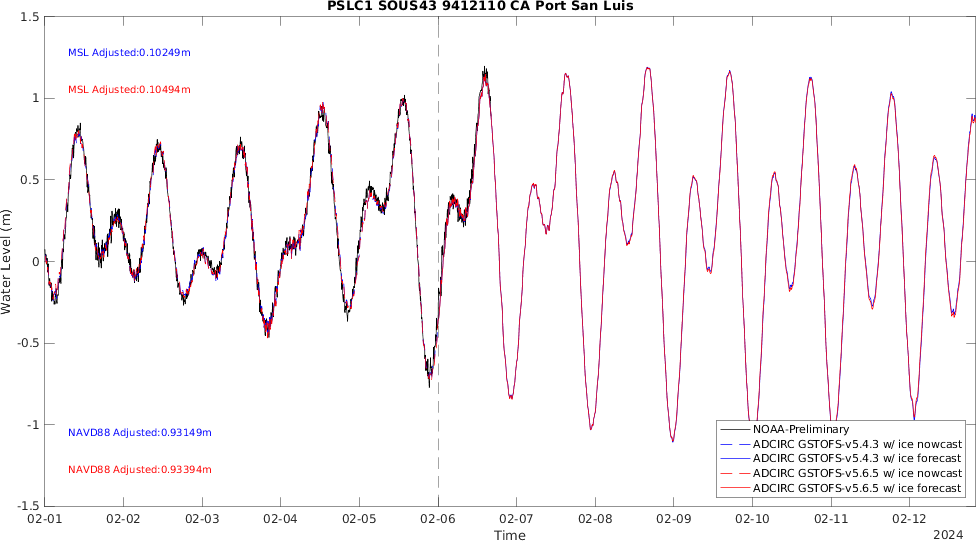 PSLC1 SOUS43 9412110 CA Port San Luis
1.5
MSL Adjusted:0.10249m
MSL Adjusted:0.10494m
1
0.5
0
Water Level (m)
-0.5
-1
NAVD88 Adjusted:0.93149m
NAVD88 Adjusted:0.93394m
-1.5
NOAA-Preliminary
ADCIRC GSTOFS-v5.4.3 w/ ice nowcast
ADCIRC GSTOFS-v5.4.3 w/ ice forecast
ADCIRC GSTOFS-v5.6.5 w/ ice nowcast
ADCIRC GSTOFS-v5.6.5 w/ ice forecast
02-01 02-02 02-03 02-04 02-05 02-06 02-07 02-08 02-09 02-10 02-11 02-12
Time
2024